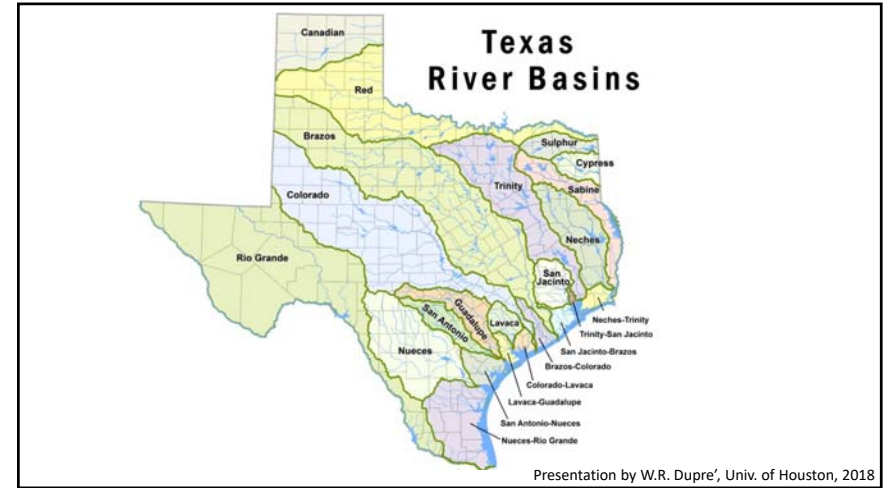 Texas
River Basins
Canadian
Red
Brazos
Sulphur
Cypress
Trinity
Sabine
Colorado
Neches
Rio Grande
San
Jacinto
Guadalupe
San Antonio
Lavaca
Nueces
Neches-Trinity
Trinity-San Jacinto
San Jacinto-Brazos
Brazos-Colorado
Colorado-Lavaca
Lavaca-Guadalupe
San Antonio-Nueces
Nueces-Rio Grande
Presentation by W.R. Dupre’, Univ. of Houston, 2018